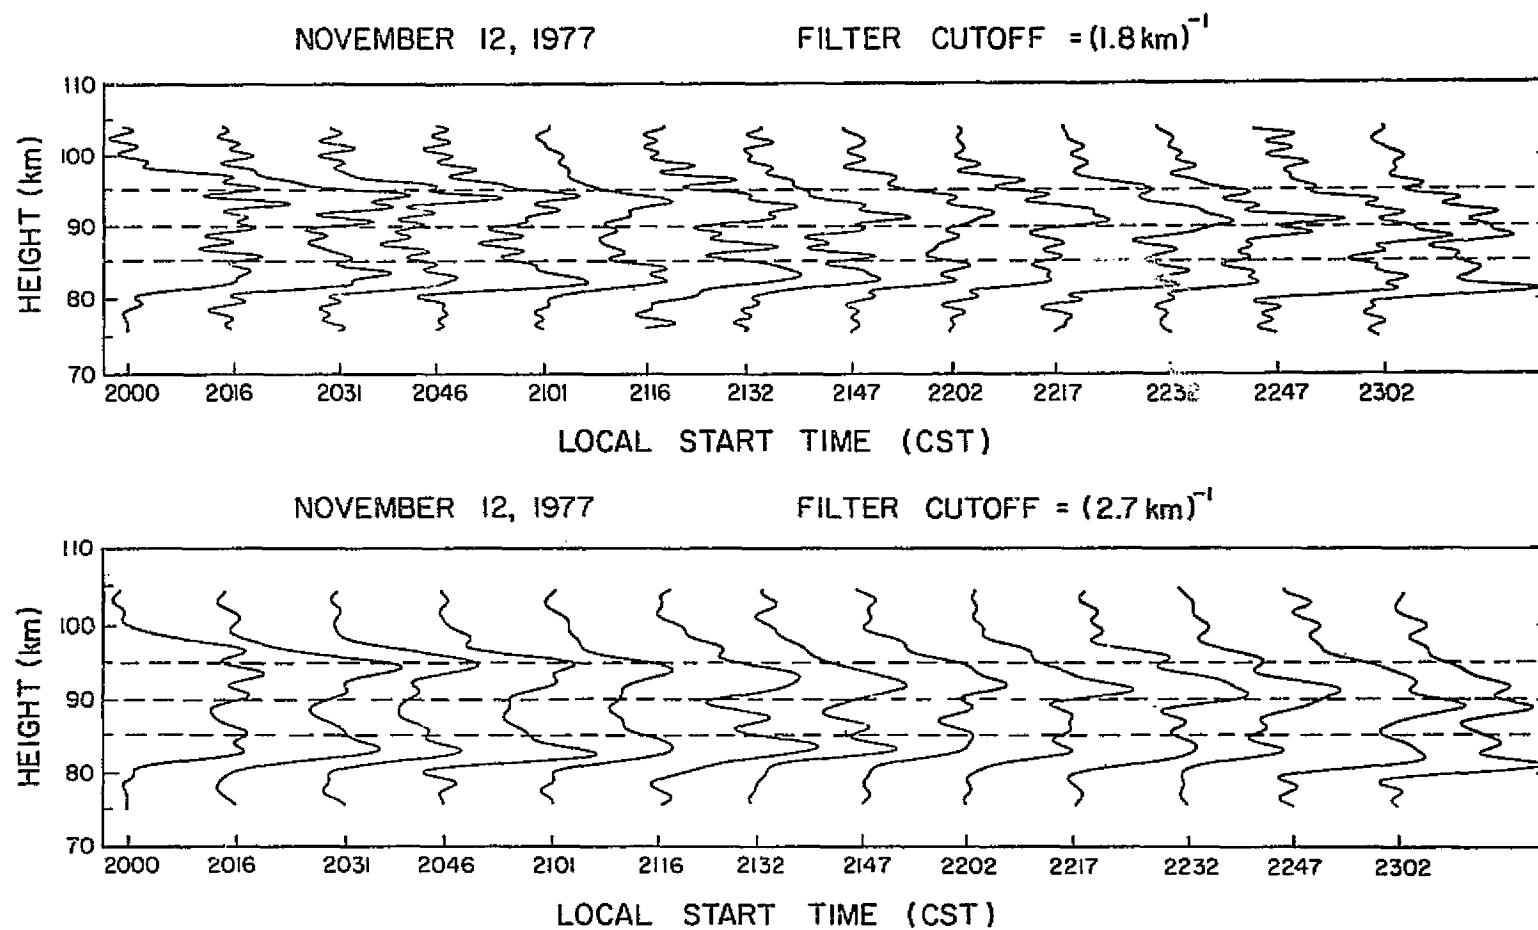 NOVEMBER 12, 1977 FILTER CUTOFF = (1.8 km)⁻¹
110
100
90
80
70
HEIGHT (km)
2000 2016 2031 2046 2101 2116 2132 2147 2202 2217 2232 2247 2302
LOCAL START TIME (CST)
NOVEMBER 12, 1977 FILTER CUTOFF = (2.7 km)⁻¹
110
100
90
80
70
HEIGHT (km)
2000 2016 2031 2046 2101 2116 2132 2147 2202 2217 2232 2247 2302
LOCAL START TIME (CST)